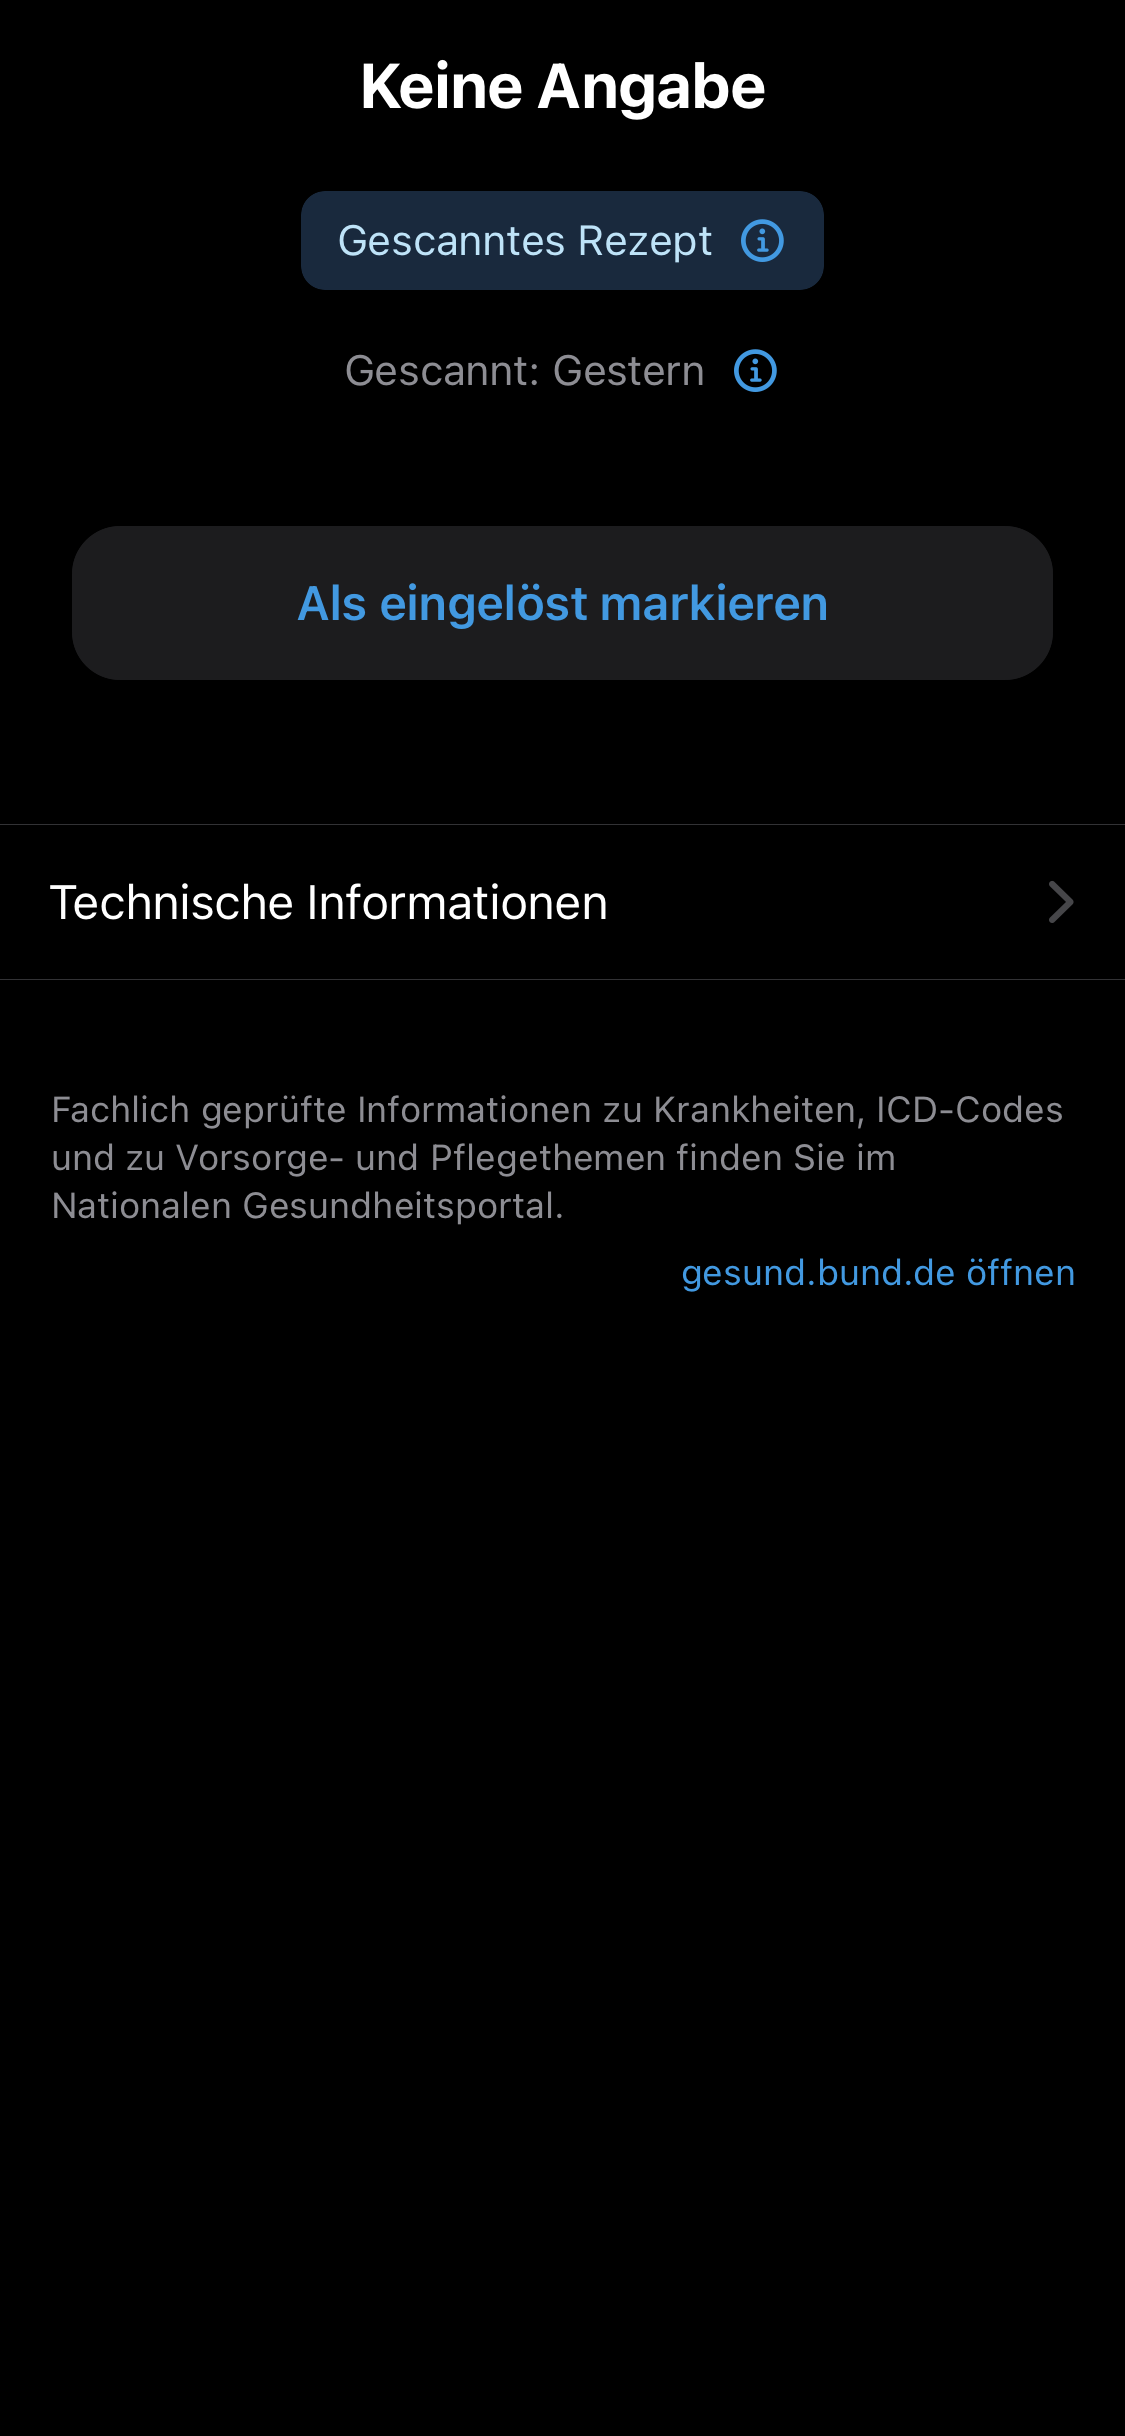 Keine Angabe
Gescanntes Rezept
Gescannt: Gestern
Als eingelöst markieren
Technische Informationen
Fachlich geprüfte Informationen zu Krankheiten, ICD-Codes
und zu Vorsorge- und Pflegethemen finden Sie im
Nationalen Gesundheitsportal.
gesund.bund.de öffnen